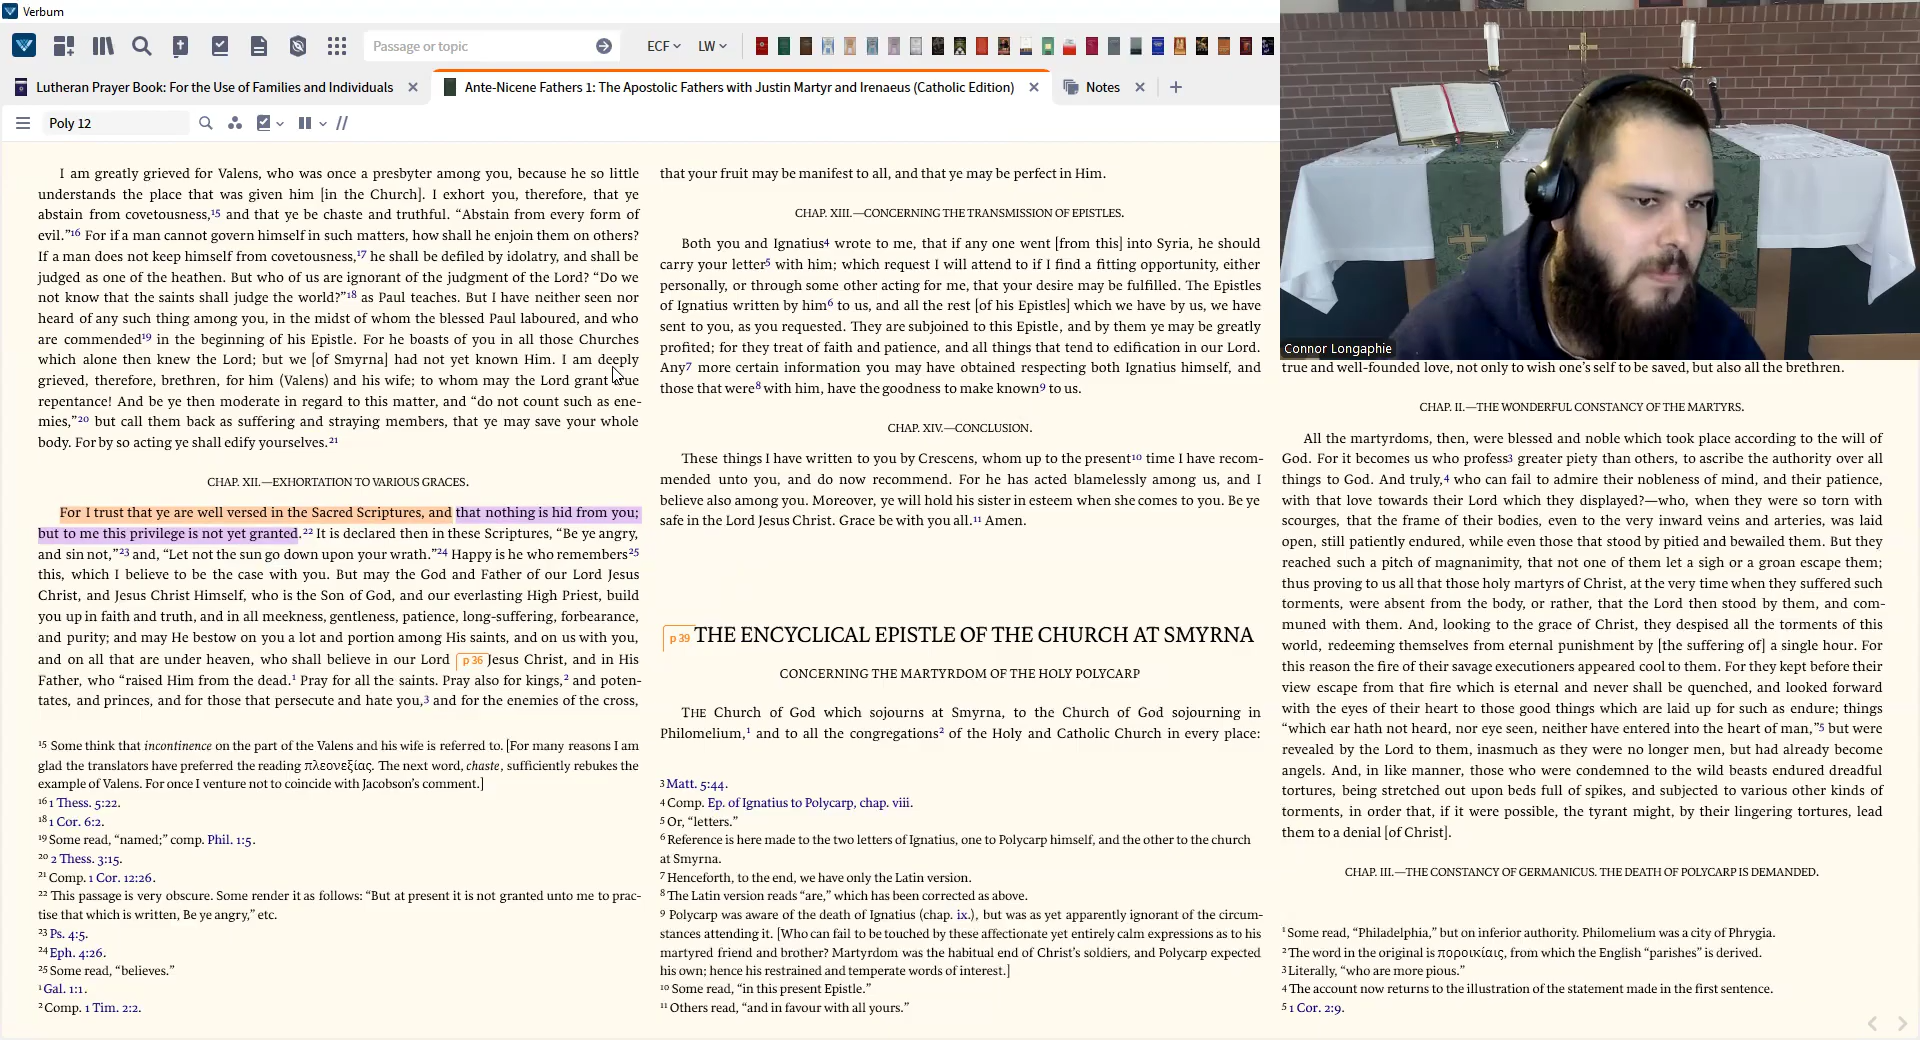 Verbum
Passage or topic
ECF
LW
Lutheran Prayer Book: For the Use of Families and Individuals
Ante-Nicene Fathers 1: The Apostolic Fathers with Justin Martyr and Irenaeus (Catholic Edition)
Notes
Poly 12
I am greatly grieved for Valens, who was once a presbyter among you, because he so little
understands the place that was given him [in the Church]. I exhort you, therefore, that ye
abstain from covetousness,15 and that ye be chaste and truthful. “Abstain from every form of
evil.”16 For if a man cannot govern himself in such matters, how shall he enjoin them on others?
If a man does not keep himself from covetousness,17 he shall be defiled by idolatry, and shall be
judged as one of the heathen. But who of us are ignorant of the judgment of the Lord? “Do we
not know that the saints shall judge the world?”18 as Paul teaches. But I have neither seen nor
heard of any such thing among you, in the midst of whom the blessed Paul laboured, and who
are commended19 in the beginning of his Epistle. For he boasts of you in all those Churches
which alone then knew the Lord; but we [of Smyrna] had not yet known Him. I am deeply
grieved, therefore, brethren, for him (Valens) and his wife; to whom may the Lord grant true
repentance! And be ye then moderate in regard to this matter, and “do not count such as ene-
mies,”20 but call them back as suffering and straying members, that ye may save your whole
body. For by so acting ye shall edify yourselves.21
CHAP. XII.—EXHORTATION TO VARIOUS GRACES.
For I trust that ye are well versed in the Sacred Scriptures, and that nothing is hid from you;
but to me this privilege is not yet granted.22 It is declared then in these Scriptures, “Be ye angry,
and sin not,”23 and, “Let not the sun go down upon your wrath.”24 Happy is he who remembers25
this, which I believe to be the case with you. But may the God and Father of our Lord Jesus
Christ, and Jesus Christ Himself, who is the Son of God, and our everlasting High Priest, build
you up in faith and truth, and in all meekness, gentleness, patience, long-suffering, forbearance,
and purity; and may He bestow on you a lot and portion among His saints, and on us with you,
and on all that are under heaven, who shall believe in our Lord p 36 Jesus Christ, and in His
Father, who “raised Him from the dead.1 Pray for all the saints. Pray also for kings,2 and poten-
tates, and princes, and for those that persecute and hate you,3 and for the enemies of the cross,
15 Some think that incontinence on the part of the Valens and his wife is referred to. [For many reasons I am
glad the translators have preferred the reading πλεονεξίας. The next word, chaste, sufficiently rebukes the
example of Valens. For once I venture not to coincide with Jacobson’s comment.]
16 1 Thess. 5:22.
18 1 Cor. 6:2.
19 Some read, “named;” comp. Phil. 1:5.
20 2 Thess. 3:15.
21 Comp. 1 Cor. 12:26.
22 This passage is very obscure. Some render it as follows: “But at present it is not granted unto me to prac-
tise that which is written, Be ye angry,” etc.
23 Ps. 4:5.
24 Eph. 4:26.
25 Some read, “believes.”
1 Gal. 1:1.
2 Comp. 1 Tim. 2:2.
that your fruit may be manifest to all, and that ye may be perfect in Him.
CHAP. XIII.—CONCERNING THE TRANSMISSION OF EPISTLES.
Both you and Ignatius4 wrote to me, that if any one went [from this] into Syria, he should
carry your letter5 with him; which request I will attend to if I find a fitting opportunity, either
personally, or through some other acting for me, that your desire may be fulfilled. The Epistles
of Ignatius written by him6 to us, and all the rest [of his Epistles] which we have by us, we have
sent to you, as you requested. They are subjoined to this Epistle, and by them ye may be greatly
profited; for they treat of faith and patience, and all things that tend to edification in our Lord.
Any7 more certain information you may have obtained respecting both Ignatius himself, and
those that were8 with him, have the goodness to make known9 to us.
CHAP. XIV.—CONCLUSION.
These things I have written to you by Crescens, whom up to the present10 time I have recom-
mended unto you, and do now recommend. For he has acted blamelessly among us, and I
believe also among you. Moreover, ye will hold his sister in esteem when she comes to you. Be ye
safe in the Lord Jesus Christ. Grace be with you all.11 Amen.
p 39 THE ENCYCLICAL EPISTLE OF THE CHURCH AT SMYRNA
CONCERNING THE MARTYRDOM OF THE HOLY POLYCARP
THE Church of God which sojourns at Smyrna, to the Church of God sojourning in
Philomelium,1 and to all the congregations2 of the Holy and Catholic Church in every place:
3 Matt. 5:44.
4 Comp. Ep. of Ignatius to Polycarp, chap. viii.
5 Or, “letters.”
6 Reference is here made to the two letters of Ignatius, one to Polycarp himself, and the other to the church
at Smyrna.
7 Henceforth, to the end, we have only the Latin version.
8 The Latin version reads “are,” which has been corrected as above.
9 Polycarp was aware of the death of Ignatius (chap. ix.), but was as yet apparently ignorant of the circum-
stances attending it. [Who can fail to be touched by these affectionate yet entirely calm expressions as to his
martyred friend and brother? Martyrdom was the habitual end of Christ’s soldiers, and Polycarp expected
his own; hence his restrained and temperate words of interest.]
10 Some read, “in this present Epistle.”
11 Others read, “and in favour with all yours.”
Connor Longaphie
true and well-founded love, not only to wish one’s self to be saved, but also all the brethren.
CHAP. II.—THE WONDERFUL CONSTANCY OF THE MARTYRS.
All the martyrdoms, then, were blessed and noble which took place according to the will of
God. For it becomes us who profess3 greater piety than others, to ascribe the authority over all
things to God. And truly,4 who can fail to admire their nobleness of mind, and their patience,
with that love towards their Lord which they displayed?—who, when they were so torn with
scourges, that the frame of their bodies, even to the very inward veins and arteries, was laid
open, still patiently endured, while even those that stood by pitied and bewailed them. But they
reached such a pitch of magnanimity, that not one of them let a sigh or a groan escape them;
thus proving to us all that those holy martyrs of Christ, at the very time when they suffered such
torments, were absent from the body, or rather, that the Lord then stood by them, and com-
muned with them. And, looking to the grace of Christ, they despised all the torments of this
world, redeeming themselves from eternal punishment by [the suffering of] a single hour. For
this reason the fire of their savage executioners appeared cool to them. For they kept before their
view escape from that fire which is eternal and never shall be quenched, and looked forward
with the eyes of their heart to those good things which are laid up for such as endure; things
“which ear hath not heard, nor eye seen, neither have entered into the heart of man,”5 but were
revealed by the Lord to them, inasmuch as they were no longer men, but had already become
angels. And, in like manner, those who were condemned to the wild beasts endured dreadful
tortures, being stretched out upon beds full of spikes, and subjected to various other kinds of
torments, in order that, if it were possible, the tyrant might, by their lingering tortures, lead
them to a denial [of Christ].
CHAP. III.—THE CONSTANCY OF GERMANICUS. THE DEATH OF POLYCARP IS DEMANDED.
1 Some read, “Philadelphia,” but on inferior authority. Philomelium was a city of Phrygia.
2 The word in the original is ποροικίαις, from which the English “parishes” is derived.
3 Literally, “who are more pious.”
4 The account now returns to the illustration of the statement made in the first sentence.
5 1 Cor. 2:9.